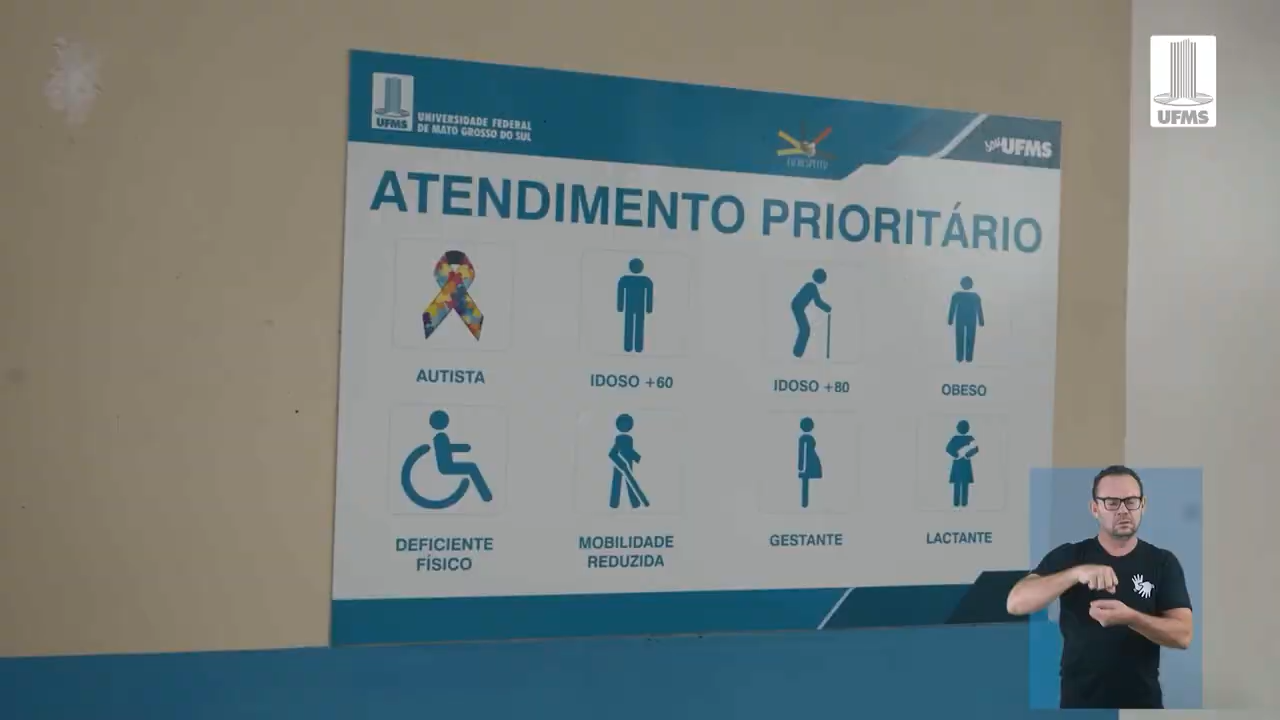 UFMS
UNIVERSIDADE FEDERAL
DE MATO GROSSO DO SUL
Sou UFMS
ATENDIMENTO PRIORITÁRIO
AUTISTA
IDOSO +60
IDOSO +80
OBESO
DEFICIENTE
FÍSICO
MOBILIDADE
REDUZIDA
GESTANTE
LACTANTE
UFMS